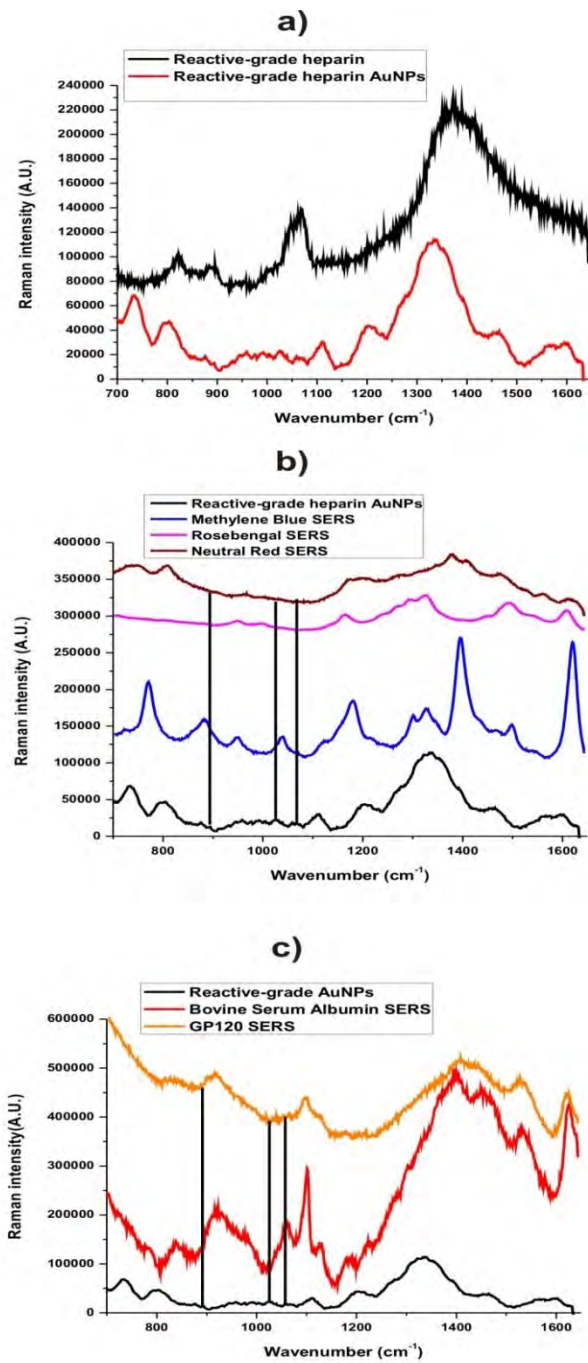 a)
Reactive-grade heparin
Reactive-grade heparin AuNPs
240000
220000
200000
180000
160000
140000
120000
100000
80000
60000
40000
20000
0
Raman intensity (A.U.)
700 800 900 1000 1100 1200 1300 1400 1500 1600
Wavenumber (cm⁻¹)
b)
Reactive-grade heparin AuNPs
Methylene Blue SERS
Rosebengal SERS
Neutral Red SERS
400000
350000
300000
250000
200000
150000
100000
50000
0
Raman intensity (A.U.)
800 1000 1200 1400 1600
Wavenumber (cm⁻¹)
c)
Reactive-grade AuNPs
Bovine Serum Albumin SERS
GP120 SERS
600000
500000
400000
300000
200000
100000
0
Raman intensity(A.U.)
800 1000 1200 1400 1600
Wavenumber (cm⁻¹)